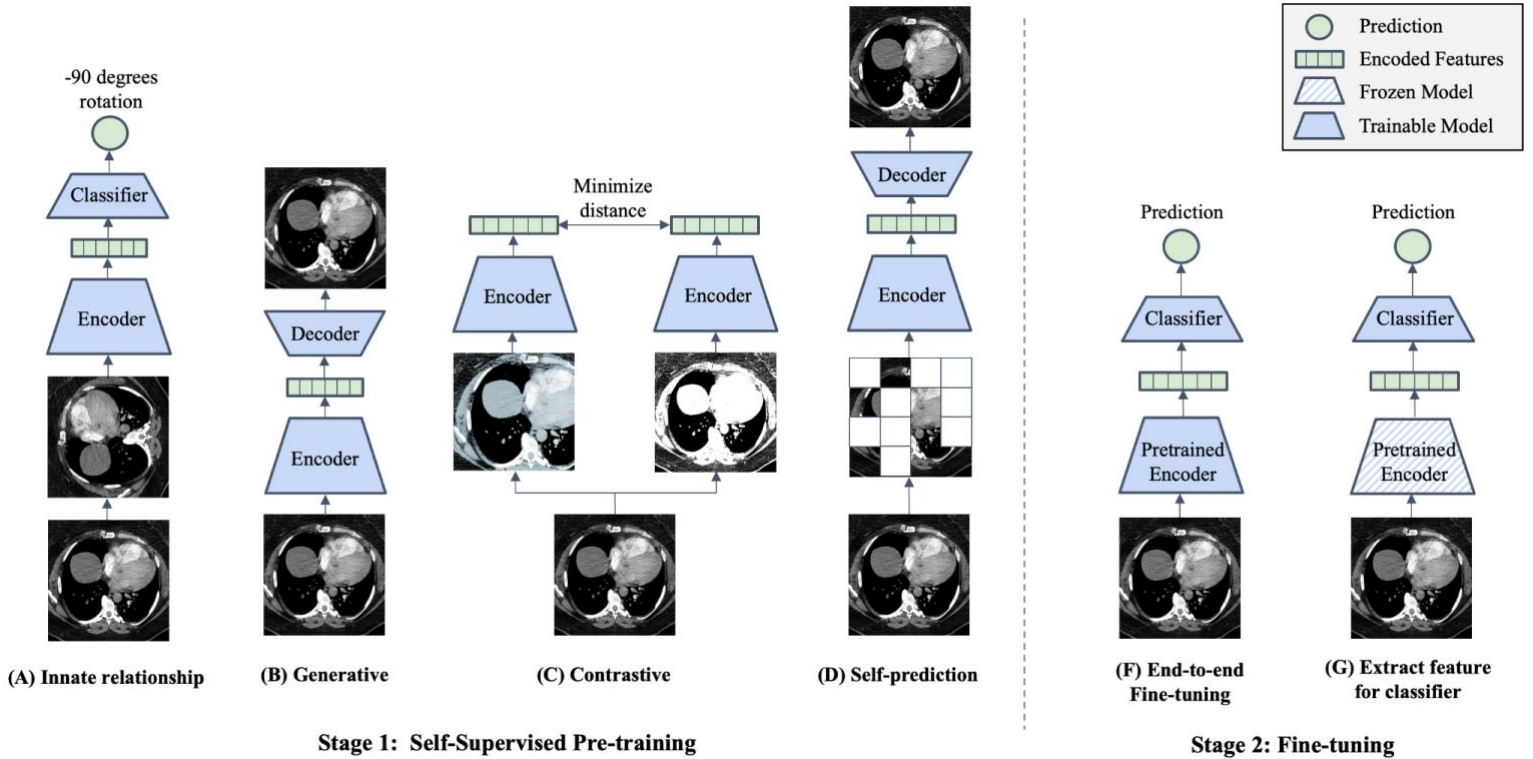 -90 degrees
rotation
Classifier
Encoder
(A) Innate relationship
Decoder
Encoder
(B) Generative
Minimize
distance
Encoder
Encoder
(C) Contrastive
Decoder
Encoder
(D) Self-prediction
Stage 1: Self-Supervised Pre-training
Prediction
Encoded Features
Frozen Model
Trainable Model
Prediction
Classifier
Pretrained
Encoder
(F) End-to-end
Fine-tuning
Prediction
Classifier
Pretrained
Encoder
(G) Extract feature
for classifier
Stage 2: Fine-tuning